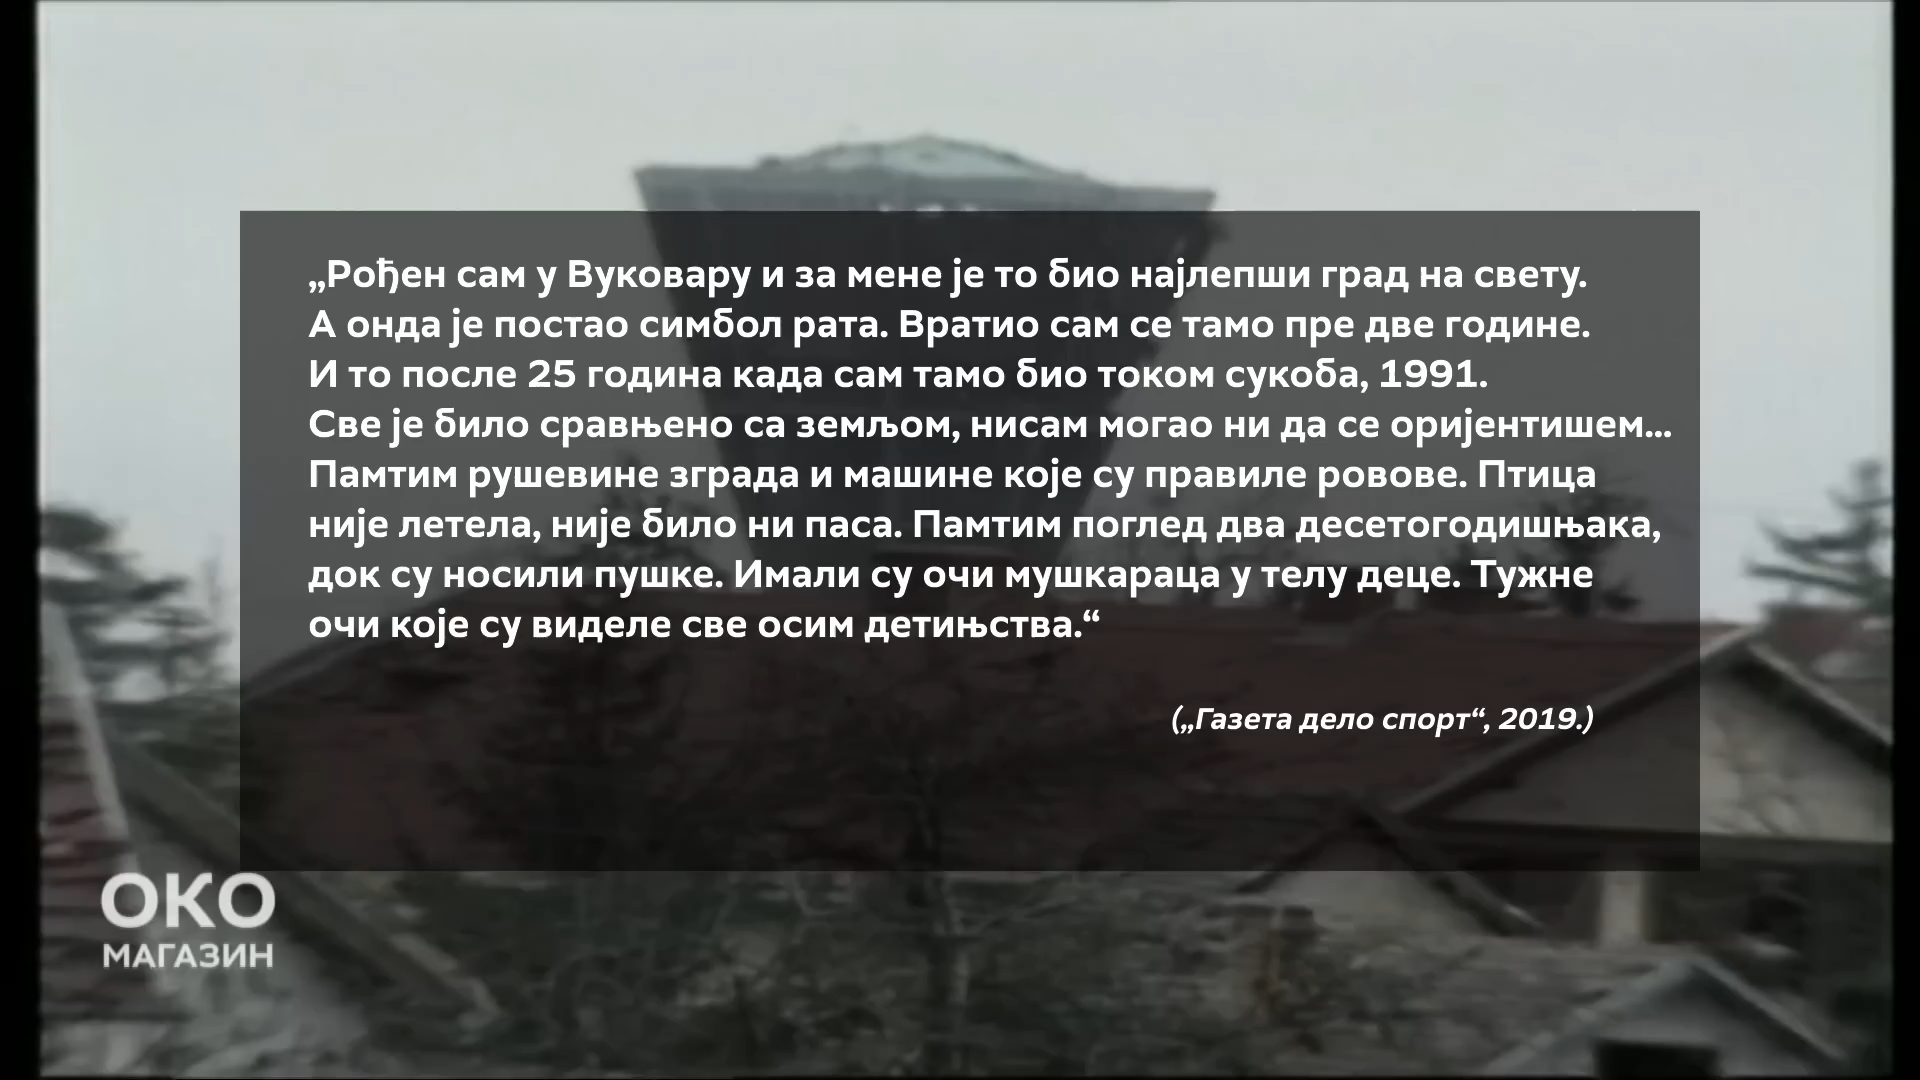 „Рођен сам у Вуковару и за мене је то био најлепши град на свету.
А онда је постао симбол рата. Вратио сам се тамо пре две године.
И то после 25 година када сам тамо био током сукоба, 1991.
Све је било сравњено са земљом, нисам могао ни да се оријентишем...
Памтим рушевине зграда и машине које су правиле ровове. Птица
није летела, није било ни паса. Памтим поглед два десетогодишњака,
док су носили пушке. Имали су очи мушкараца у телу деце. Тужне
очи које су виделе све осим детињства.“
(„Газета дело спорт“, 2019.)
ОКО
МАГАЗИН